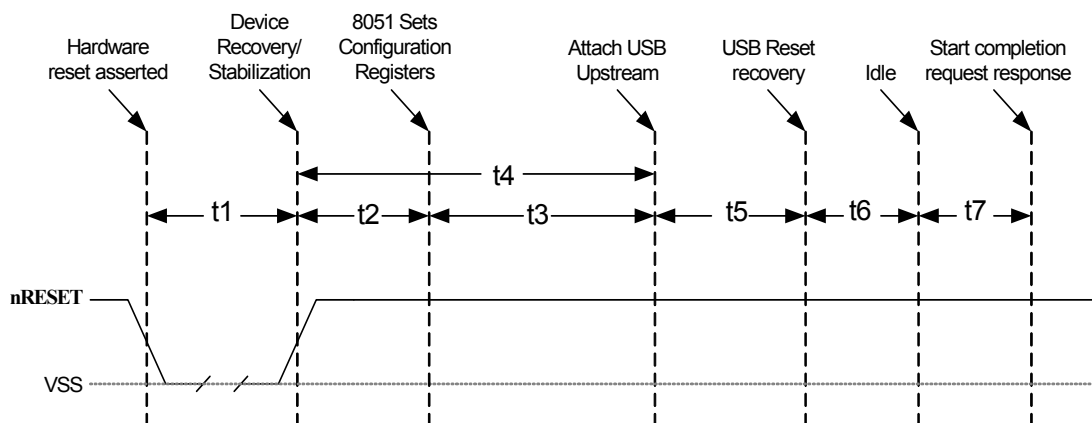 Hardware
reset asserted
Device
Recovery/
Stabilization
8051 Sets
Configuration
Registers
Attach USB
Upstream
USB Reset
recovery
Idle
Start completion
request response
t4
t1
t2
t3
t5
t6
t7
nRESET
VSS